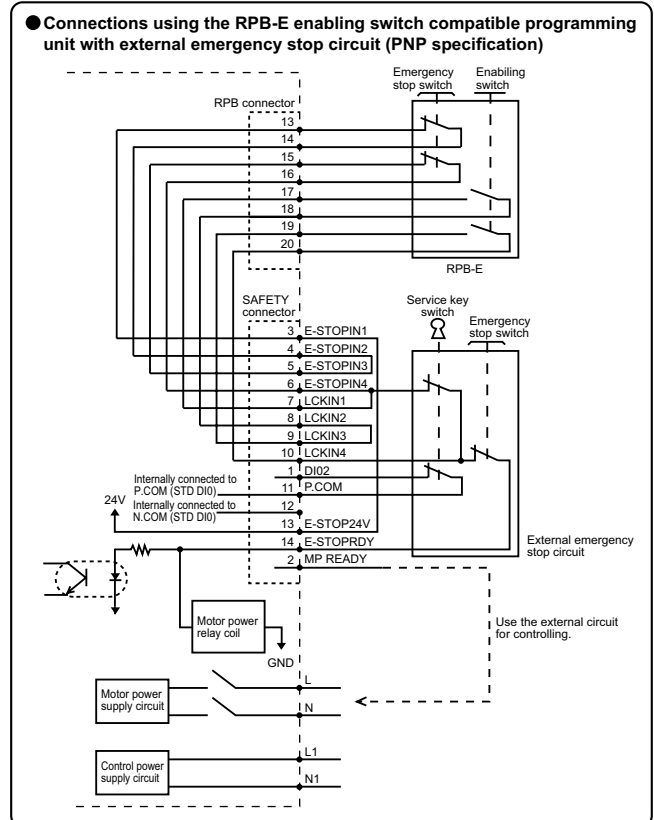 ● Connections using the RPB-E enabling switch compatible programming
unit with external emergency stop circuit (PNP specification)
Emergency
stop switch
Enabiling
switch
RPB connector
13
14
15
16
17
18
19
20
RPB-E
SAFETY
connector
Service key
switch
Emergency
stop switch
3 E-STOPIN1
4 E-STOPIN2
5 E-STOPIN3
6 E-STOPIN4
7 LCKIN1
8 LCKIN2
9 LCKIN3
10 LCKIN4
1 DI02
Internally connected to
P.COM (STD DI0)
11 P.COM
24V
Internally connected to
N.COM (STD DI0)
12
13 E-STOP24V
14 E-STOPRDY
2 MP READY
External emergency
stop circuit
Motor power
relay coil
GND
Use the external circuit
for controlling.
Motor power
supply circuit
L
N
Control power
supply circuit
L1
N1